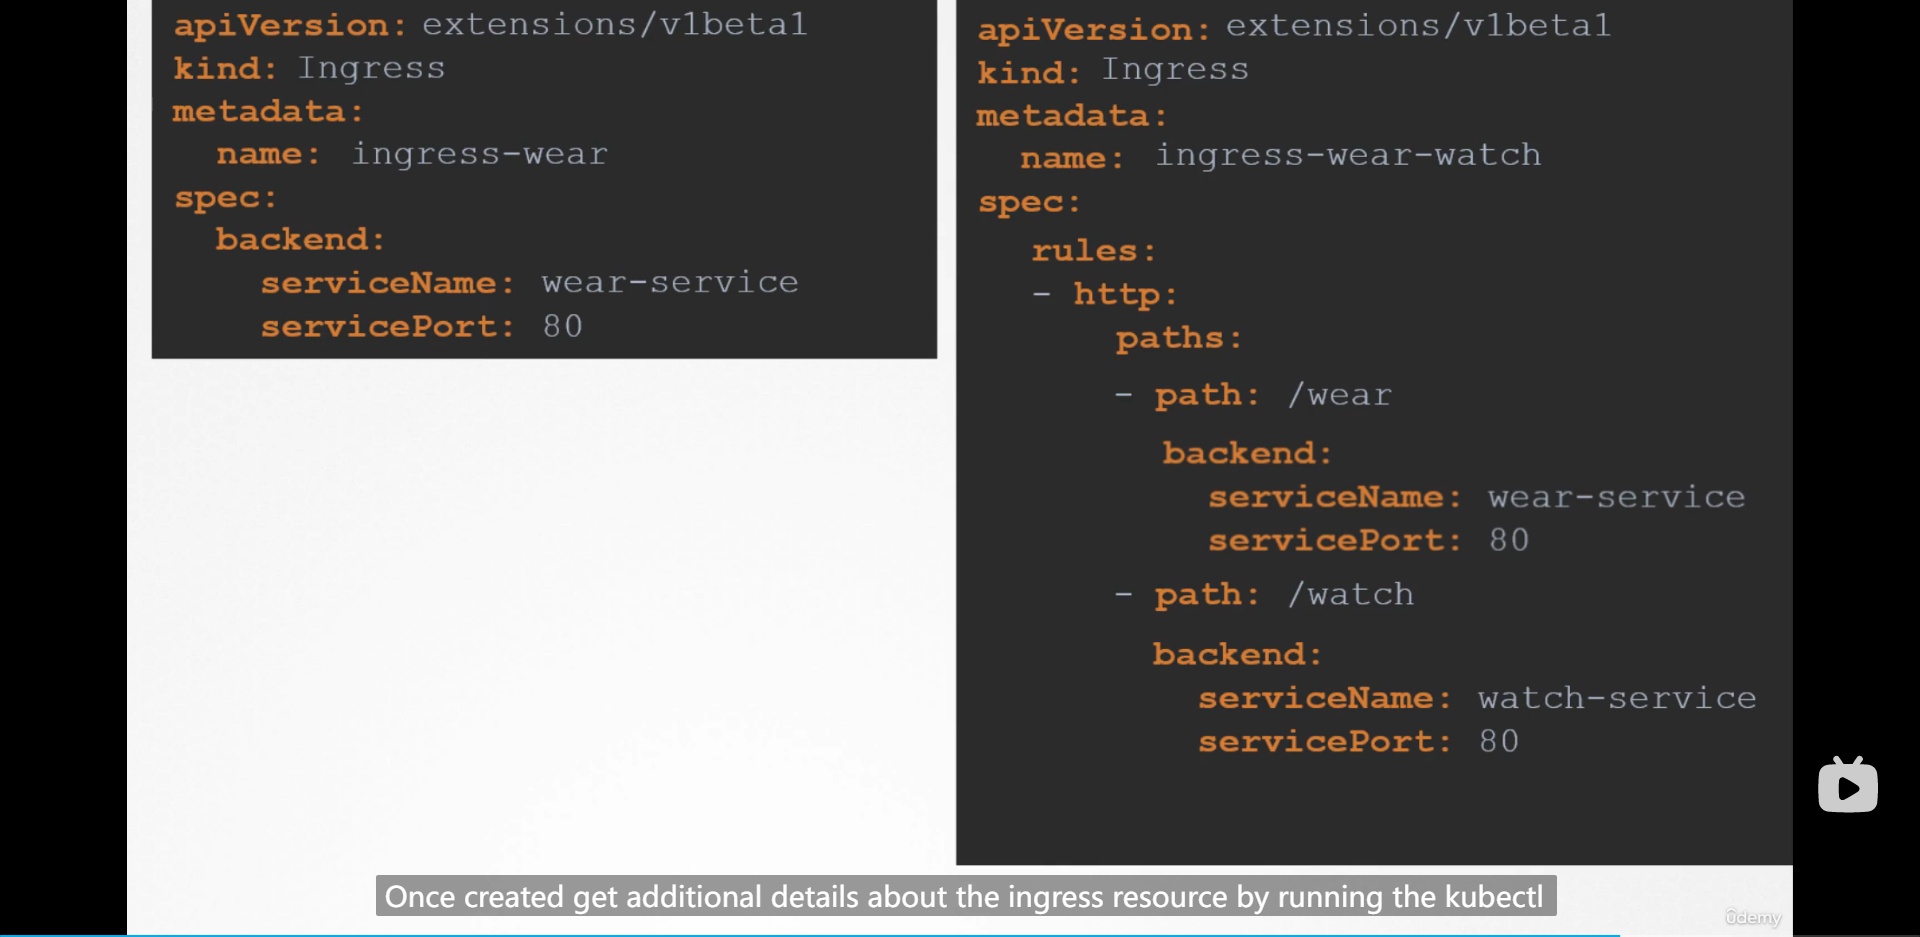 apiVersion: extensions/v1beta1
kind: Ingress
metadata:
  name: ingress-wear
spec:
  backend:
    serviceName: wear-service
    servicePort: 80
apiVersion: extensions/v1beta1
kind: Ingress
metadata:
  name: ingress-wear-watch
spec:
  rules:
  - http:
      paths:
      - path: /wear
        backend:
          serviceName: wear-service
          servicePort: 80
      - path: /watch
        backend:
          serviceName: watch-service
          servicePort: 80
Once created get additional details about the ingress resource by running the kubectl
ûdemy